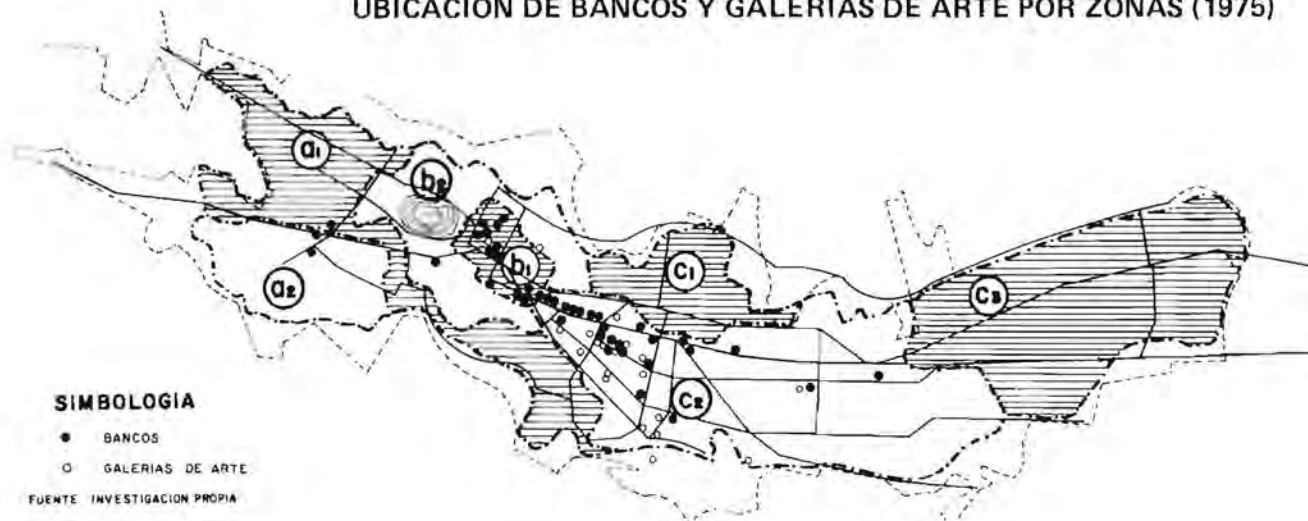 UBICACION DE BANCOS Y GALERIAS DE ARTE POR ZONAS (1975)
a1
b2
a2
b1
c1
c3
c2
SIMBOLOGIA
BANCOS
GALERIAS DE ARTE
FUENTE INVESTIGACION PROPIA